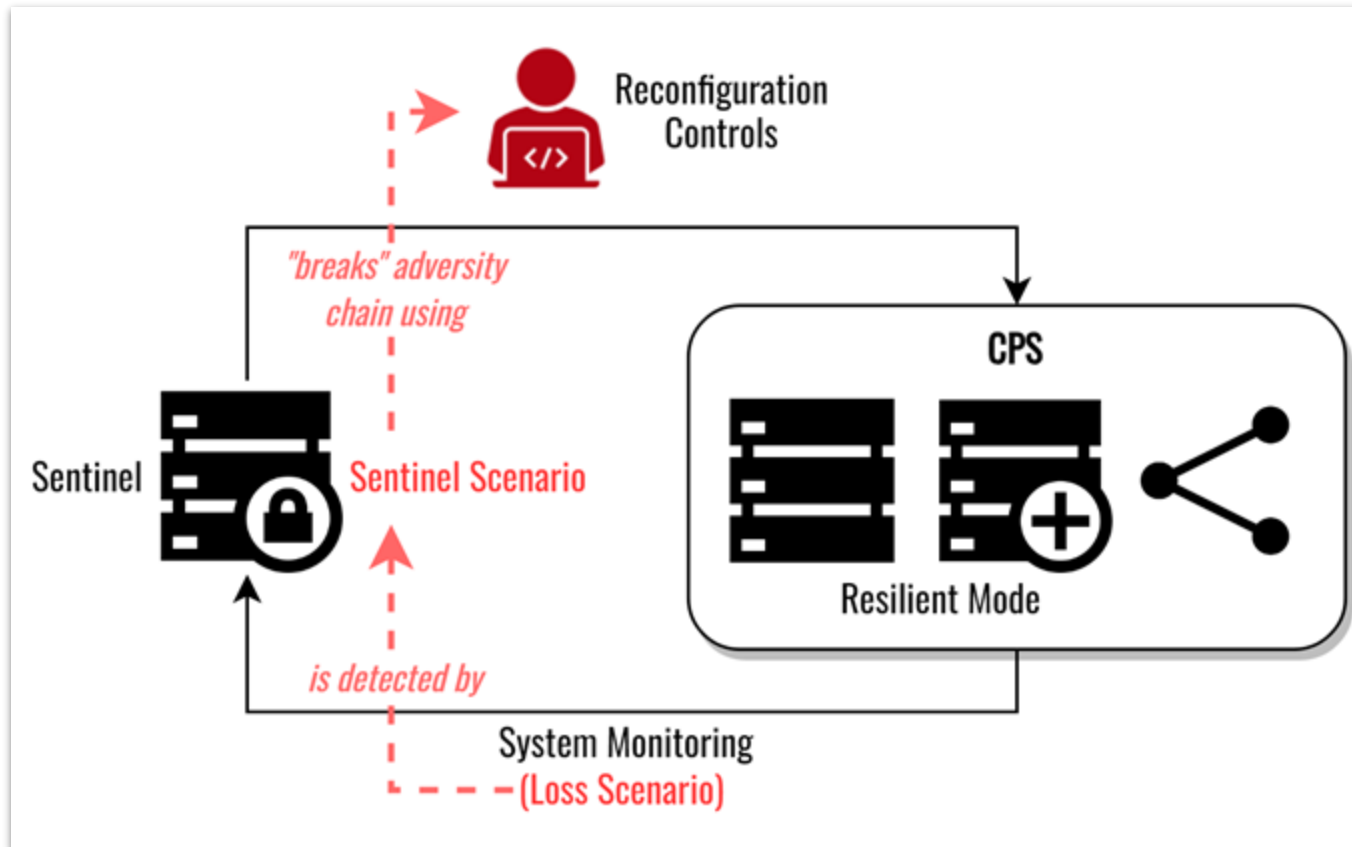 Reconfiguration
Controls
</>
"breaks" adversity
chain using
CPS
Sentinel
Sentinel Scenario
Resilient Mode
is detected by
System Monitoring
(Loss Scenario)